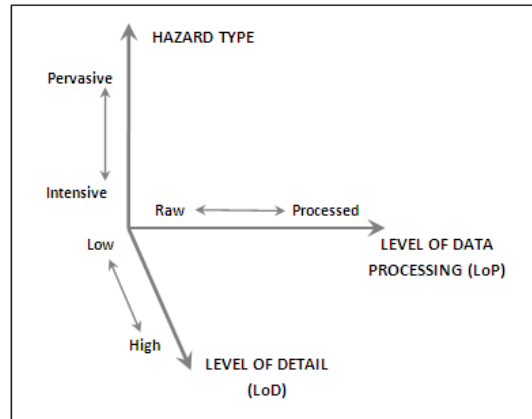 HAZARD TYPE
Pervasive
Intensive
Raw
Processed
Low
LEVEL OF DATA
PROCESSING (LoP)
High
LEVEL OF DETAIL
(LoD)